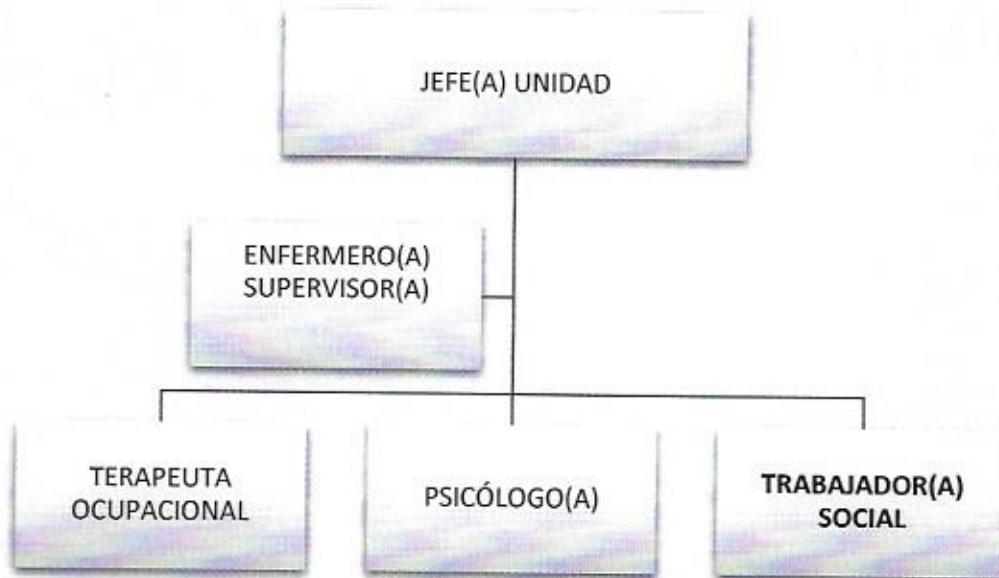 JEFE(A) UNIDAD
ENFERMERO(A)
SUPERVISOR(A)
TERAPEUTA
OCUPACIONAL
PSICÓLOGO(A)
TRABAJADOR(A)
SOCIAL